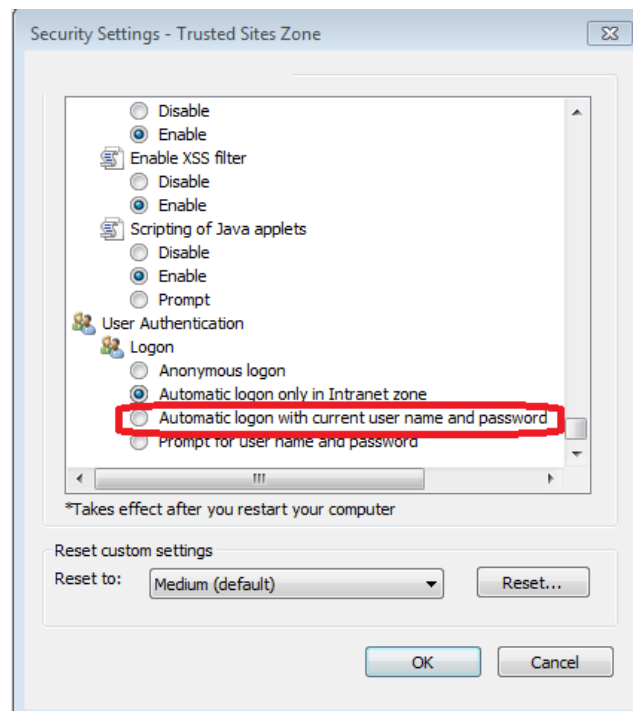 Security Settings - Trusted Sites Zone
Disable
Enable
Enable XSS filter
Disable
Enable
Scripting of Java applets
Disable
Enable
Prompt
User Authentication
Logon
Anonymous logon
Automatic logon only in Intranet zone
Automatic logon with current user name and password
Prompt for user name and password
*Takes effect after you restart your computer
Reset custom settings
Reset to:
Medium (default)
Reset...
OK
Cancel